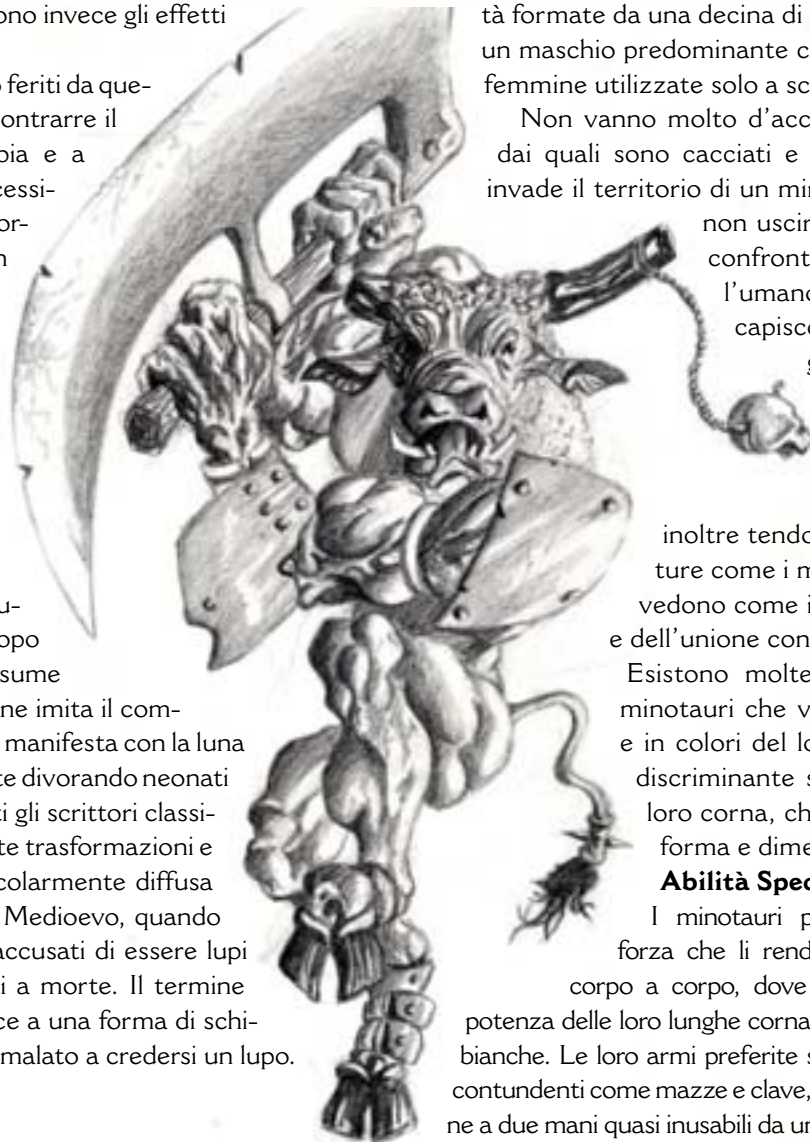 ono invece gli effetti
o feriti da que-
ontrarre il
bia e a
cessi-
or-
n
u-
opo
sume
ne imita il com-
manifesta con la luna
te divorando neonati
i gli scrittori classi-
te trasformazioni e
colarmente diffusa
Medioevo, quando
accusati di essere lupi
i a morte. Il termine
ce a una forma di schi-
malato a credersi un lupo.
tà formate da una decina di
un maschio predominante c
femmine utilizzate solo a sc
Non vanno molto d'acc
dai quali sono cacciati e
invade il territorio di un mi
non uscir
confront
l'uman
capisc
g
inoltre tendo
ture come i m
vedono come i
e dell'unione con
Esistono molte
minotauri che v
e in colori del lo
discriminante s
loro corna, ch
forma e dime
Abilità Spec
I minotauri p
forza che li rend
corpo a corpo, dove
potenza delle loro lunghe corna
bianche. Le loro armi preferite s
contundenti come mazze e clave,
ne a due mani quasi inusabili da u